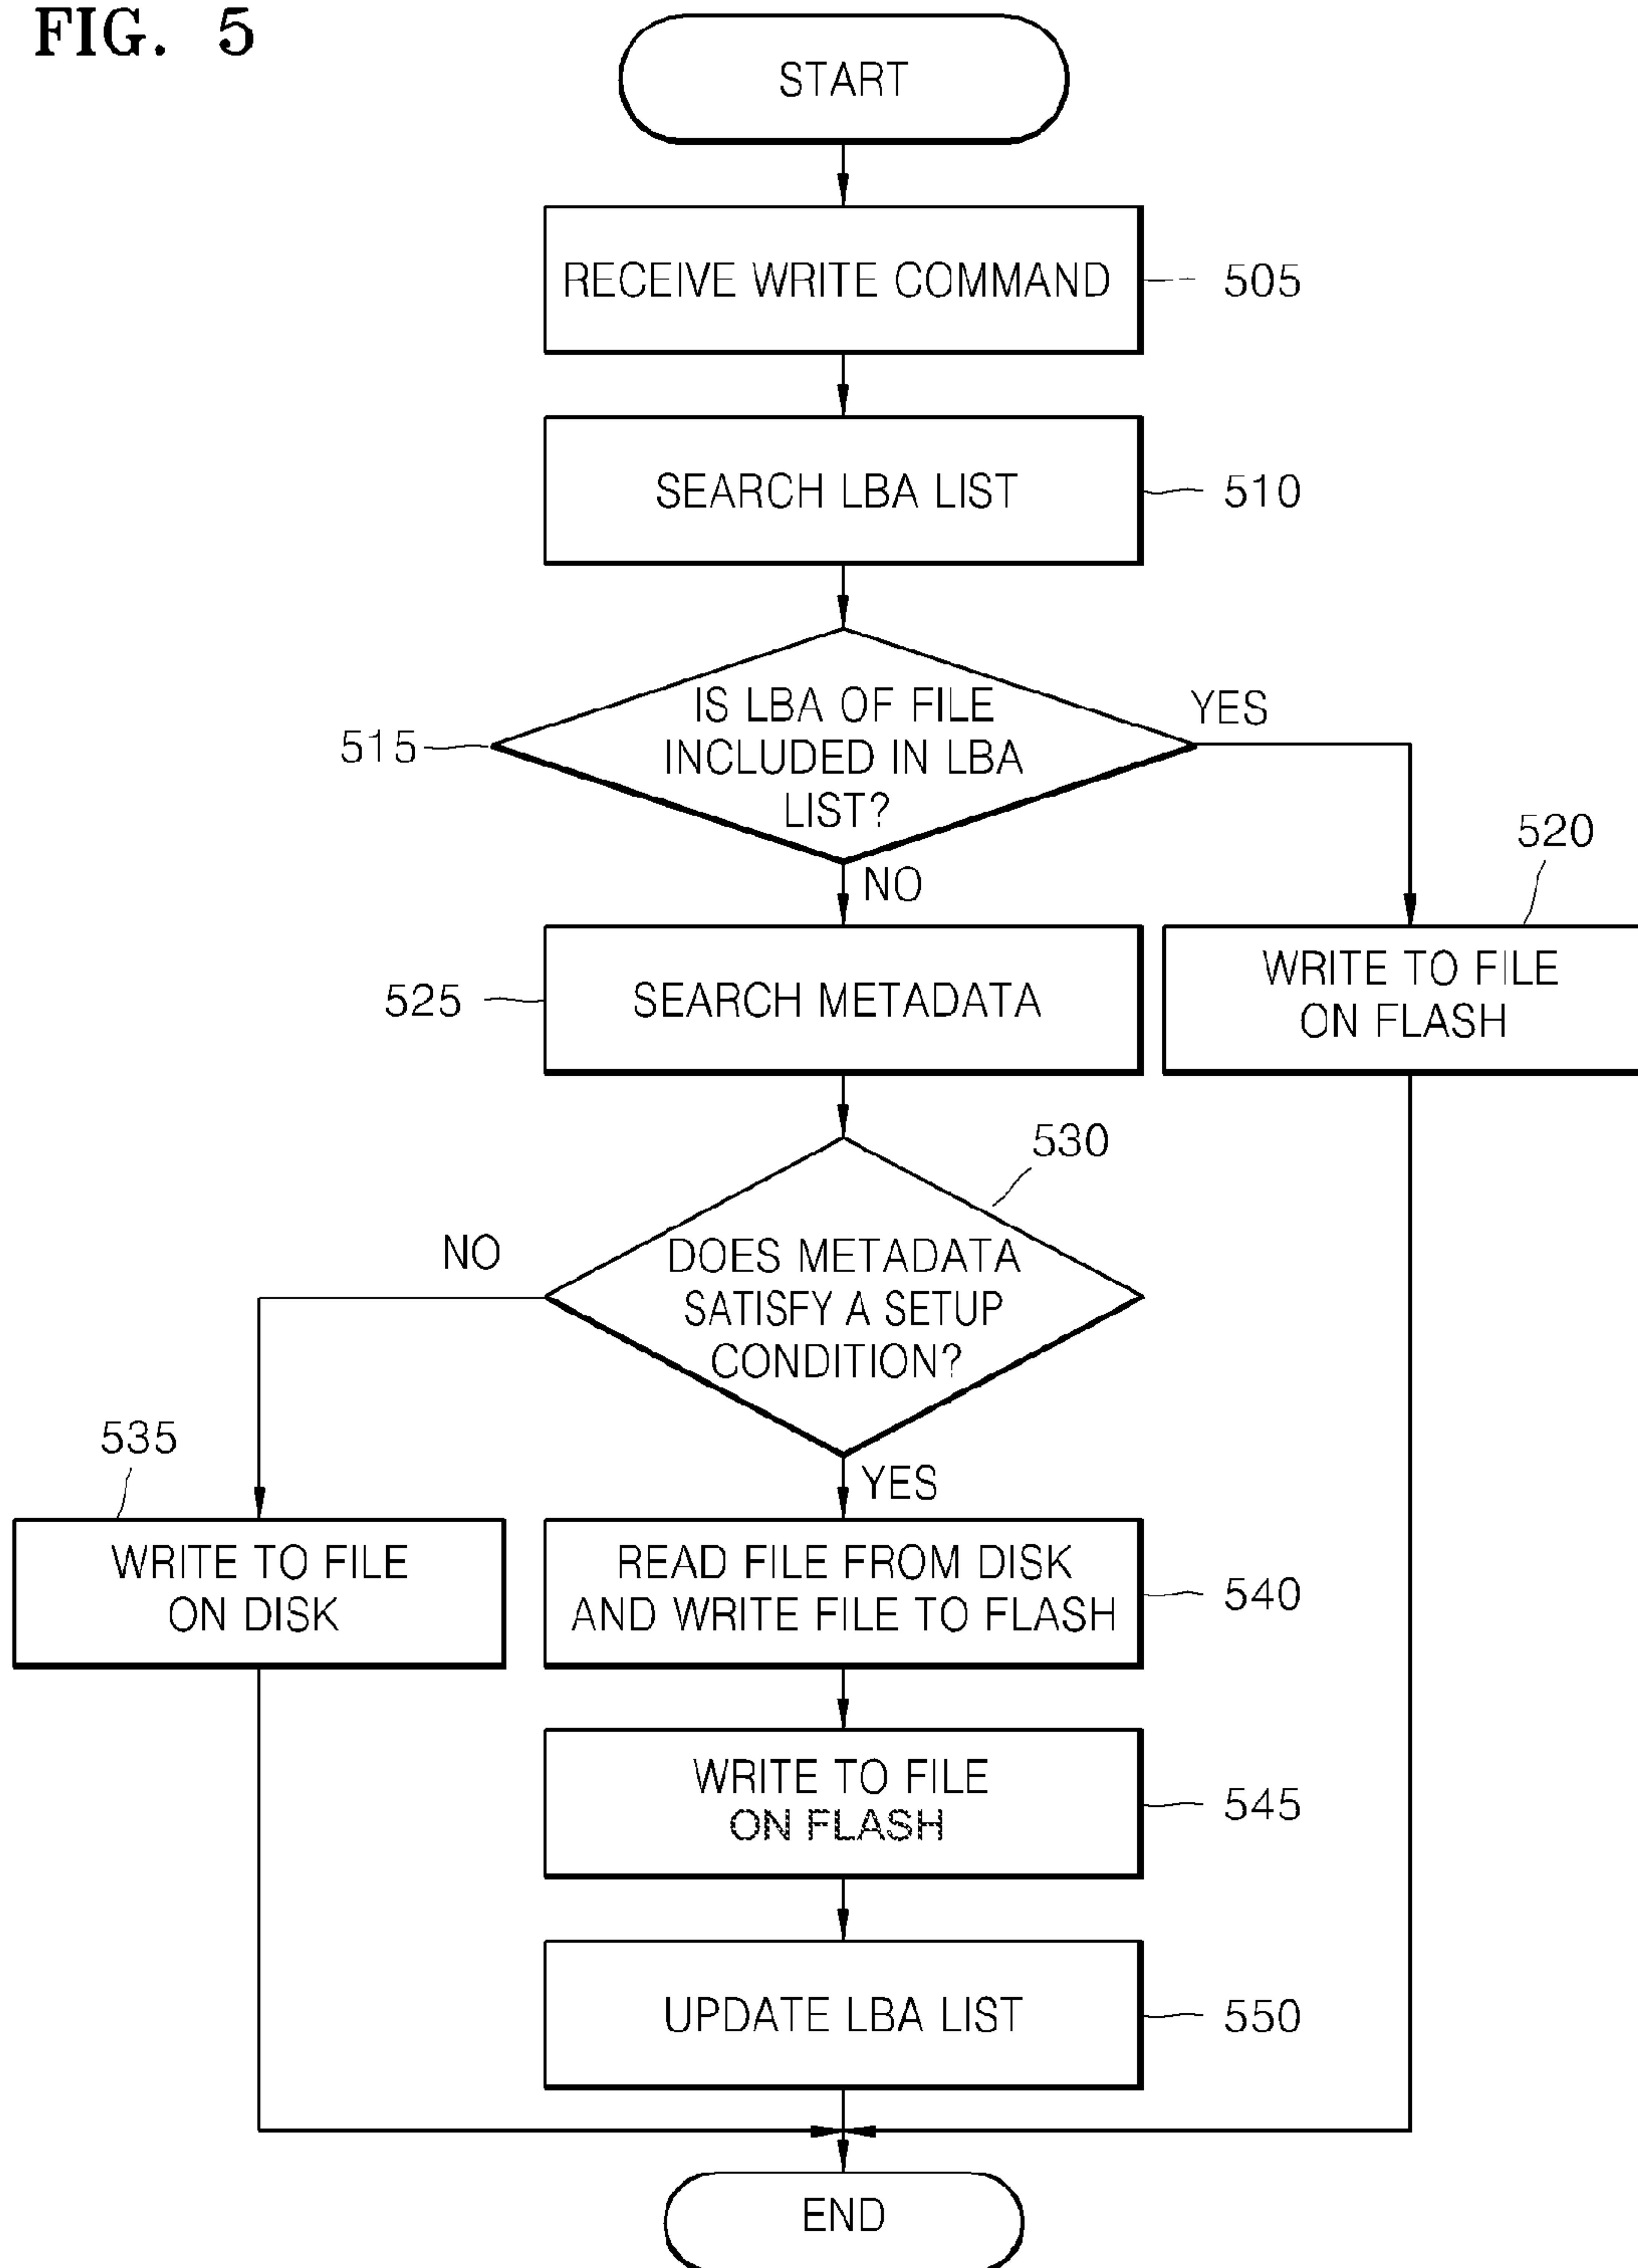 FIG. 5
START
RECEIVE WRITE COMMAND
505
SEARCH LBA LIST
510
IS LBA OF FILE
INCLUDED IN LBA
LIST?
515
YES
NO
520
WRITE TO FILE
ON FLASH
525
SEARCH METADATA
530
DOES METADATA
SATISFY A SETUP
CONDITION?
NO
YES
535
WRITE TO FILE
ON DISK
READ FILE FROM DISK
AND WRITE FILE TO FLASH
540
WRITE TO FILE
ON FLASH
545
UPDATE LBA LIST
550
END